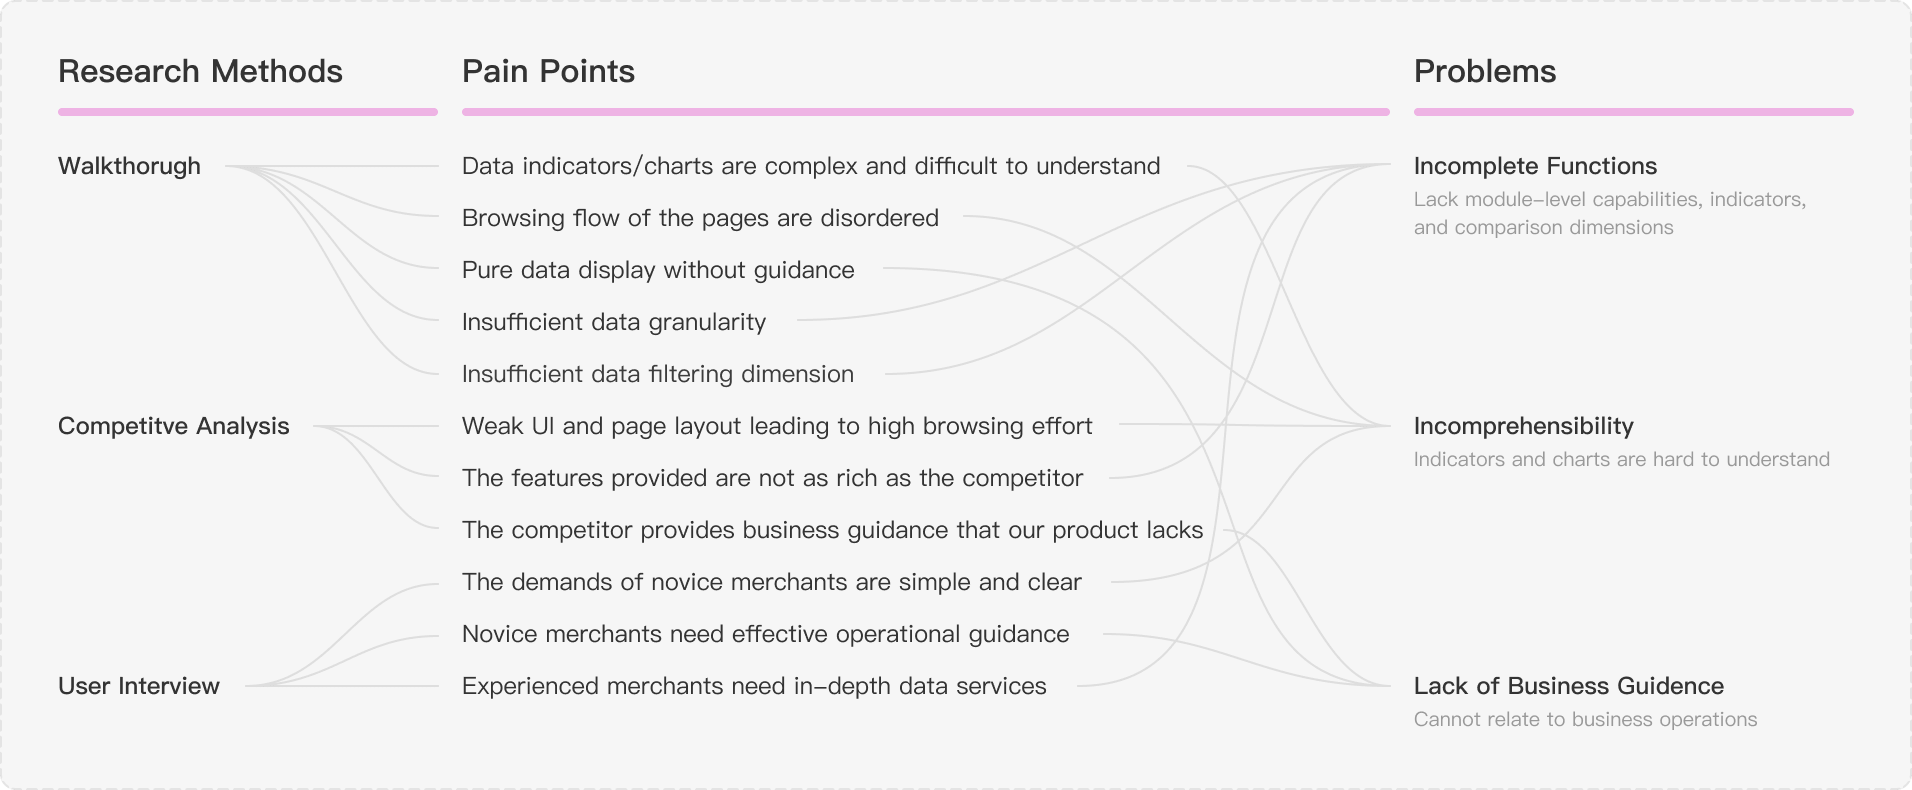 Research Methods
Pain Points
Problems
Walkthorugh
Data indicators/charts are complex and difficult to understand
Browsing flow of the pages are disordered
Pure data display without guidance
Insufficient data granularity
Insufficient data filtering dimension
Competitve Analysis
Weak UI and page layout leading to high browsing effort
The features provided are not as rich as the competitor
The competitor provides business guidance that our product lacks
User Interview
The demands of novice merchants are simple and clear
Novice merchants need effective operational guidance
Experienced merchants need in-depth data services
Incomplete Functions
Lack module-level capabilities, indicators,
and comparison dimensions
Incomprehensibility
Indicators and charts are hard to understand
Lack of Business Guidence
Cannot relate to business operations